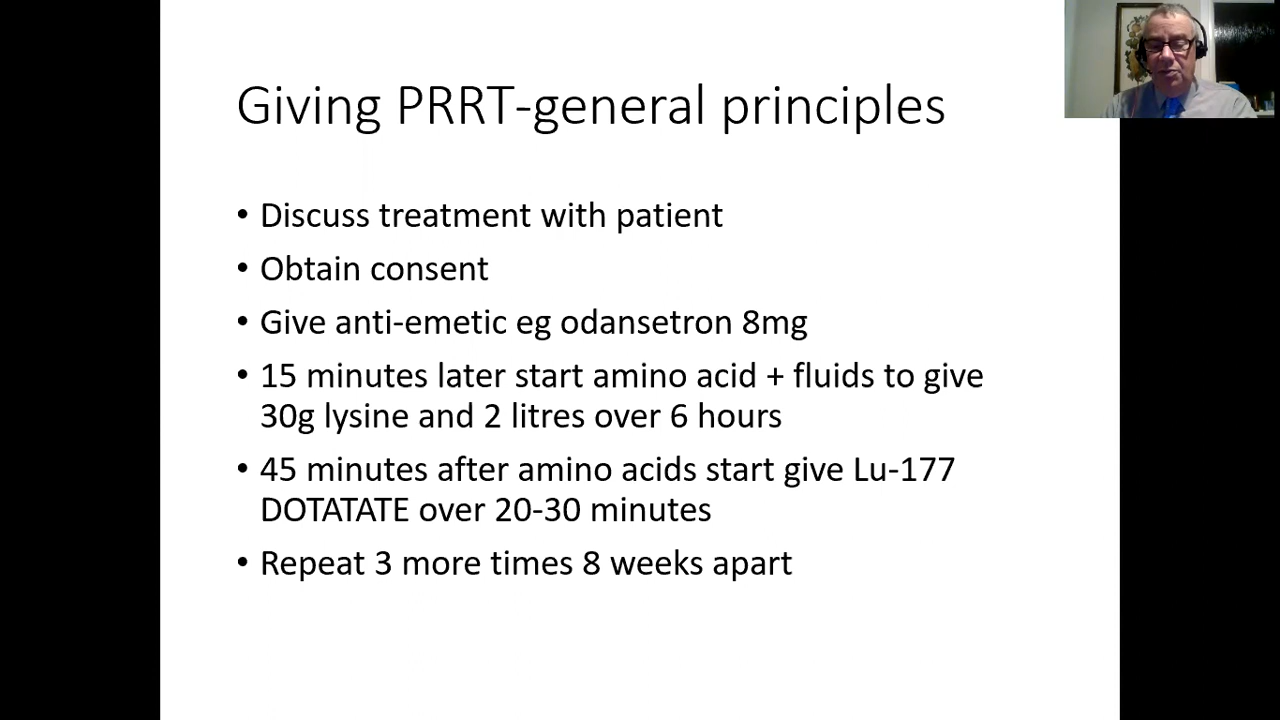 Giving PRRT-general principles
• Discuss treatment with patient
• Obtain consent
• Give anti-emetic eg odansetron 8mg
• 15 minutes later start amino acid + fluids to give
30g lysine and 2 litres over 6 hours
• 45 minutes after amino acids start give Lu-177
DOTATATE over 20-30 minutes
• Repeat 3 more times 8 weeks apart